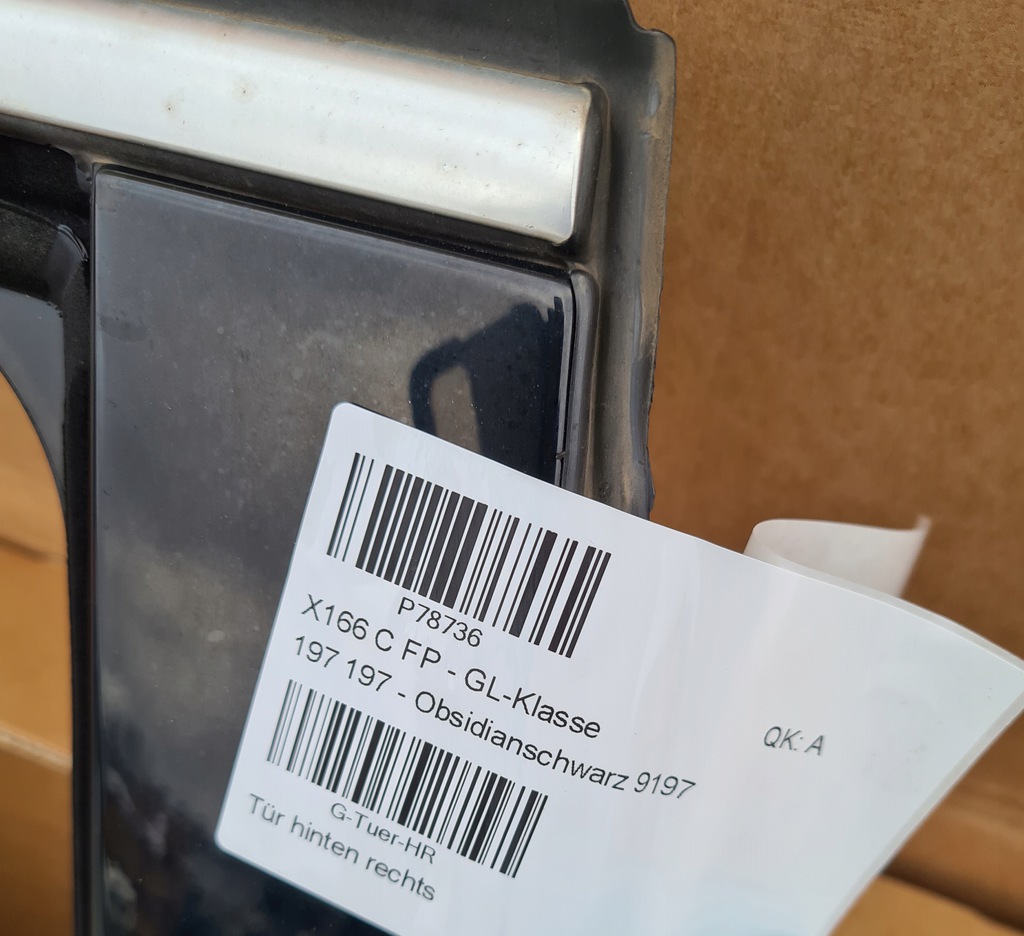 P78736
X166 C FP - GL-Klasse
197 197 - Obsidianschwarz 9197
QK: A
G-Tuer-HR
Tür hinten rechts